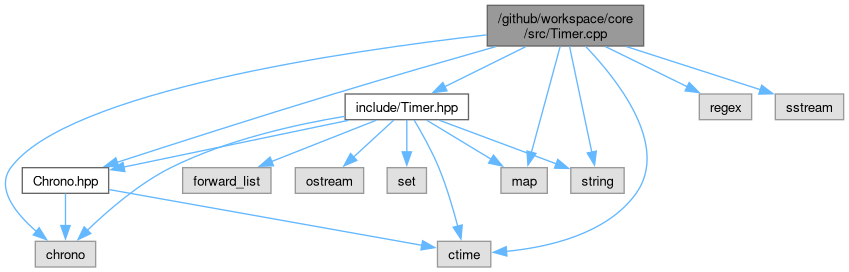 /github/workspace/core
/src/Timer.cpp
include/Timer.hpp
regex
sstream
Chrono.hpp
forward_list
ostream
set
map
string
chrono
ctime